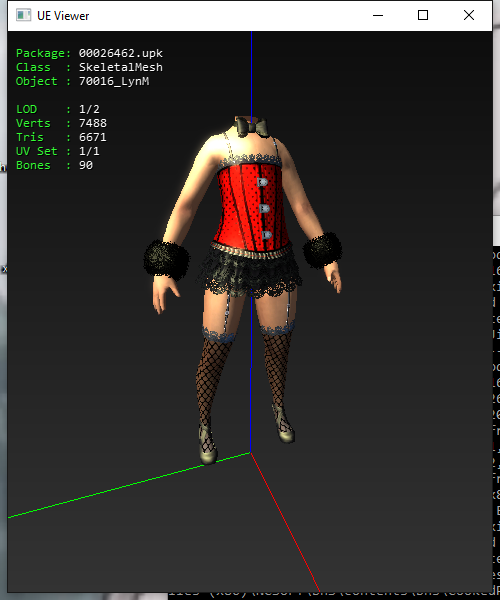 UE Viewer
Package: 00026462.upk
Class : SkeletalMesh
Object : 70016_LynM
LOD : 1/2
Verts : 7488
Tris : 6671
UV Set : 1/1
Bones : 90